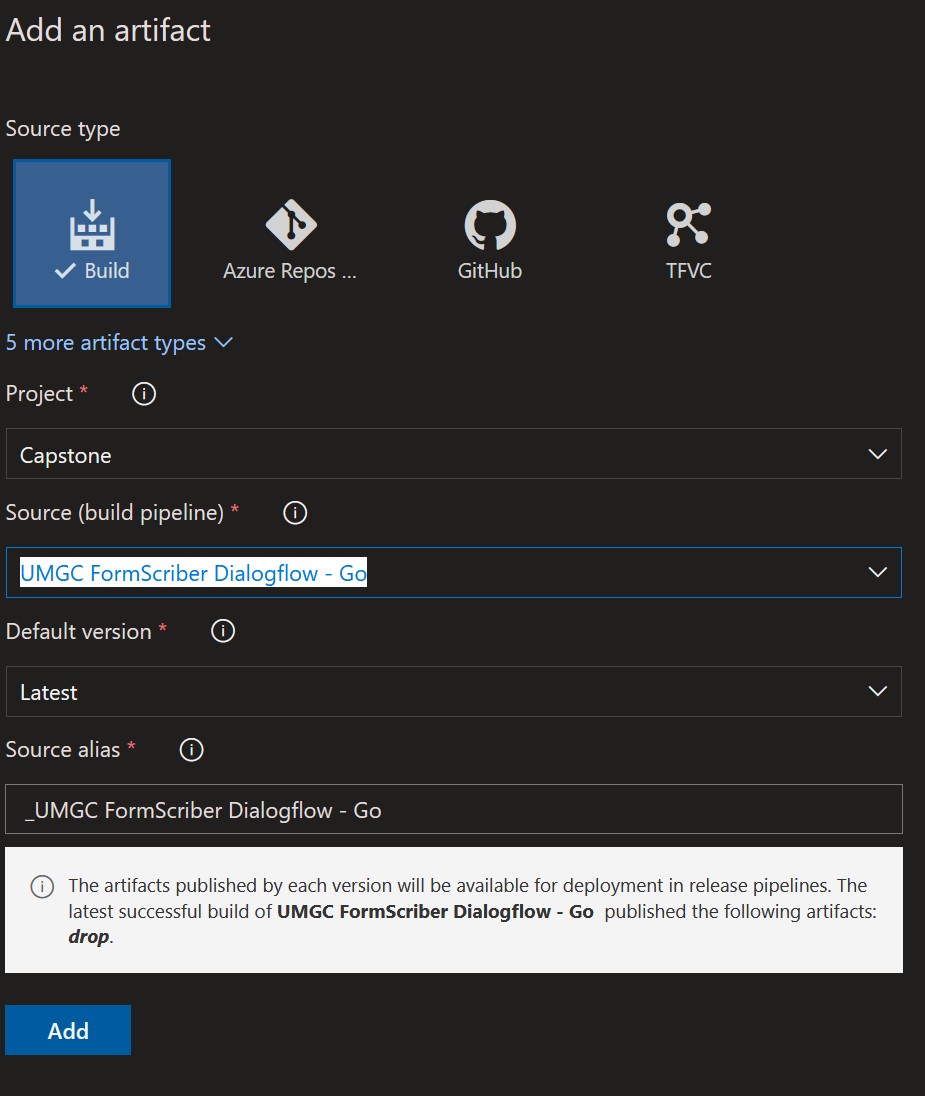 Add an artifact
Source type
Build
Azure Repos ...
GitHub
TFVC
5 more artifact types
Project *
Capstone
Source (build pipeline) *
UMGC FormScriber Dialogflow - Go
Default version *
Latest
Source alias *
_UMGC FormScriber Dialogflow - Go
The artifacts published by each version will be available for deployment in release pipelines. The
latest successful build of UMGC FormScriber Dialogflow - Go published the following artifacts:
drop.
Add